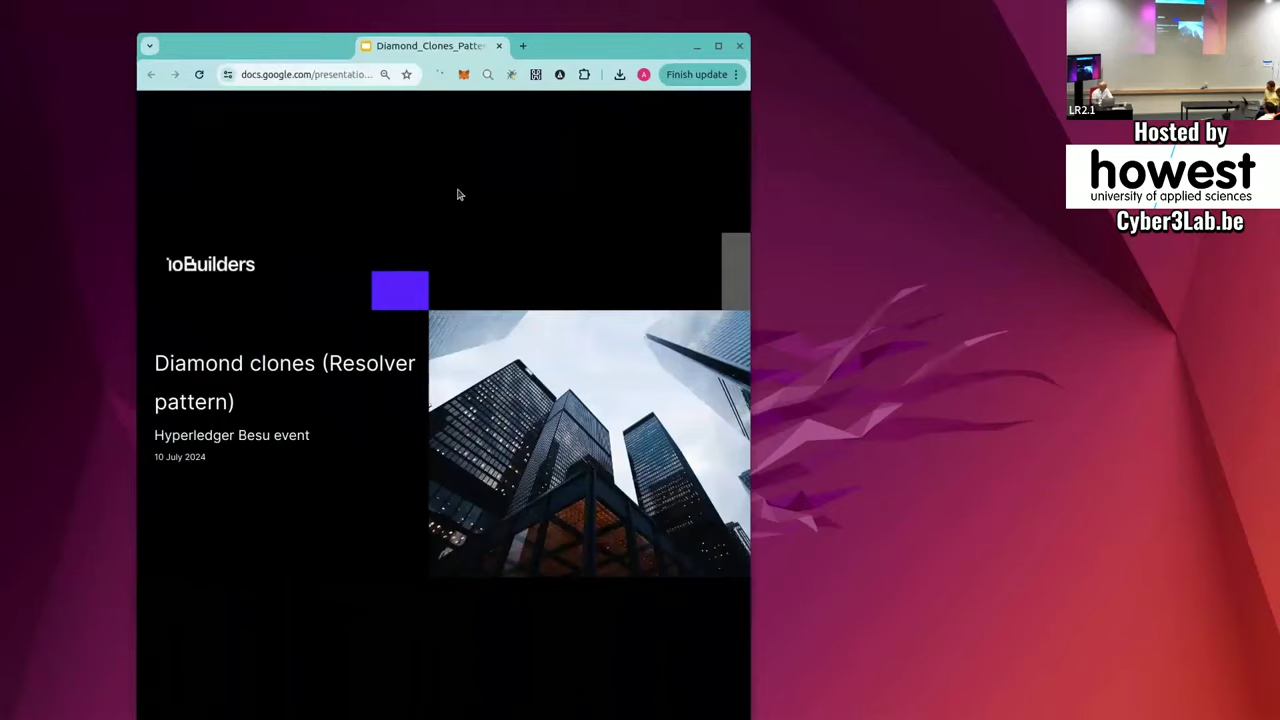 Diamond_Clones_Patte
docs.google.com/presentatio...
A
Finish update
ioBuilders
Diamond clones (Resolver
pattern)
Hyperledger Besu event
10 July 2024
LR2.1
Hosted by
howest
university of applied sciences
Cyber3Lab.be